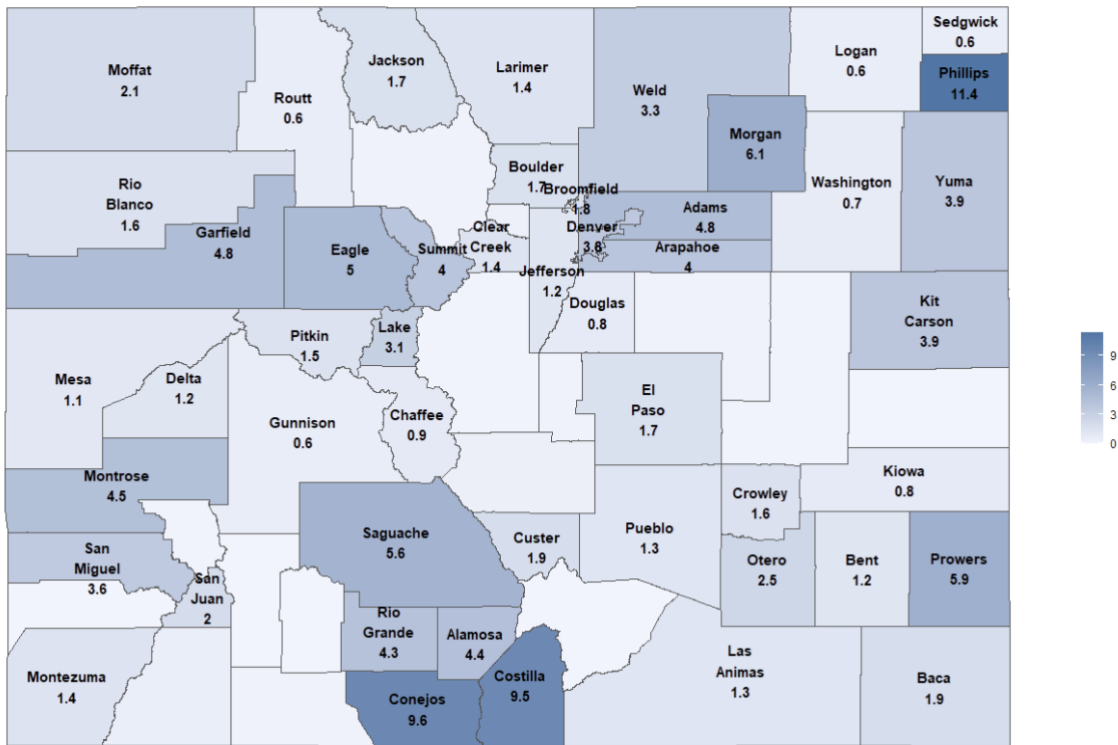 Sedgwick
0.6
Logan
0.6
Jackson
1.7
Larimer
1.4
Moffat
2.1
Phillips
11.4
Weld
3.3
Routt
0.6
Morgan
6.1
Boulder
1.7
Rio
Blanco
1.6
Broomfield
1.8
Washington
0.7
Yuma
3.9
Adams
4.8
Garfield
4.8
Clear
Creek
1.4
Denver
3.8
Eagle
5
Summit
4
Arapahoe
4
Jefferson
1.2
Douglas
0.8
Kit
Carson
3.9
Lake
3.1
Pitkin
1.5
Mesa
1.1
Delta
1.2
El
Paso
1.7
Gunnison
0.6
Chaffee
0.9
Montrose
4.5
Kiowa
0.8
Crowley
1.6
Saguache
5.6
Custer
1.9
Pueblo
1.3
San
Miguel
3.6
Otero
2.5
Bent
1.2
Prowers
5.9
San
Juan
2
Rio
Grande
4.3
Alamosa
4.4
Las
Animas
1.3
Montezuma
1.4
Conejos
9.6
Costilla
9.5
Baca
1.9
9
6
3
0